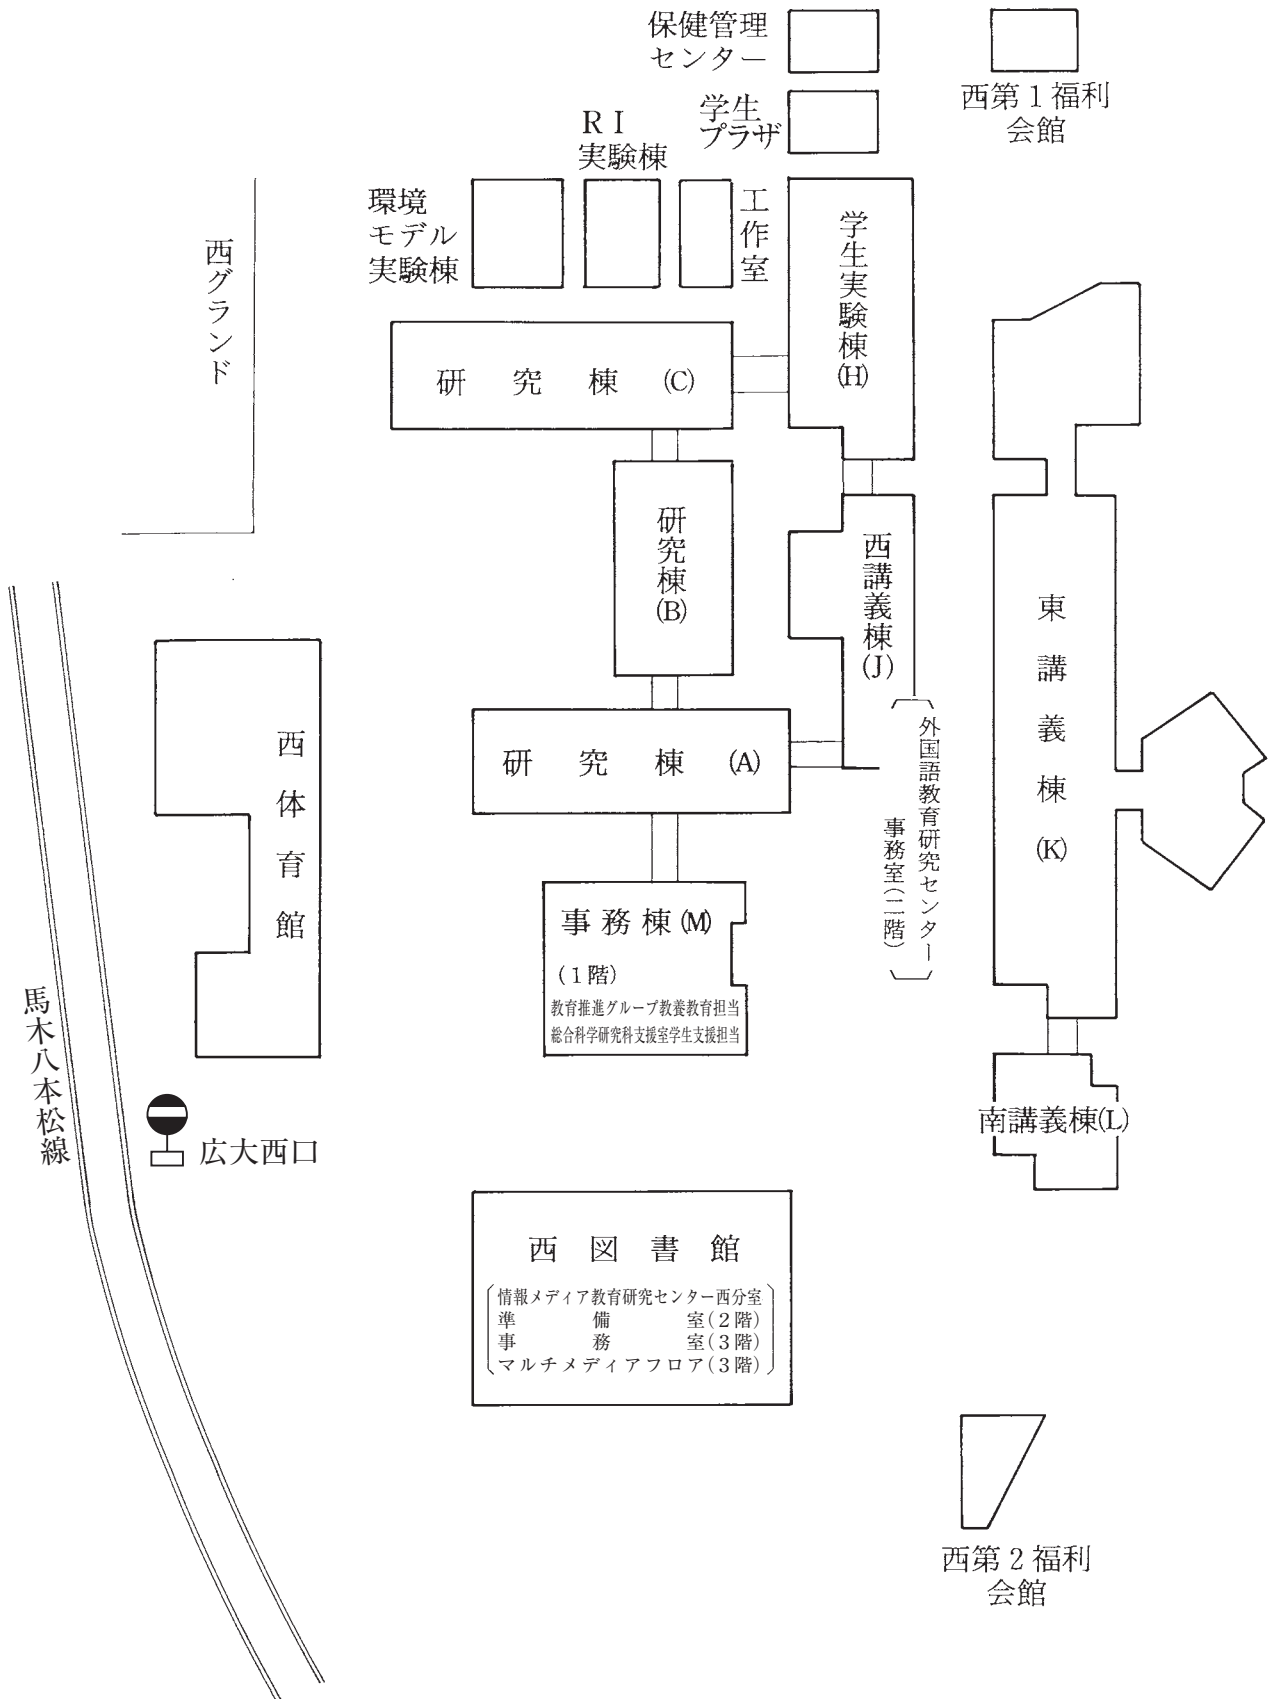 保健管理
センター
西第1福利
会館
学生
プラザ
RI
実験棟
環境
モデル
実験棟
工作室
学生実験棟(H)
西グランド
研究棟(C)
研究棟(B)
西講義棟(J)
東講義棟(K)
研究棟(A)
外国語教育研究センター
事務室(二階)
西体育館
事務棟(M)
(1階)
教育推進グループ教養教育担当
総合科学研究科支援室学生支援担当
馬木八本松線
広大西口
南講義棟(L)
西図書館
情報メディア教育研究センター西分室
準備室(2階)
事務室(3階)
マルチメディアフロア(3階)
西第2福利
会館